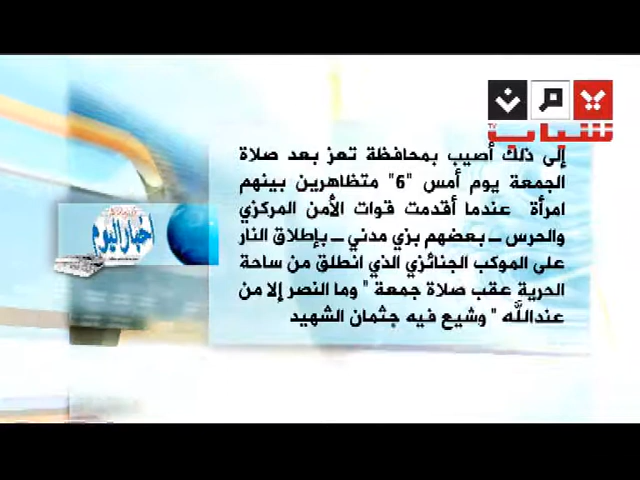 يمن
شباب
TV
إلى ذلك أصيب بمحافظة تعز بعد صلاة
الجمعة يوم أمس "6" متظاهرين بينهم
امرأة عندما أقدمت قوات الأمن المركزي
والحرس – بعضهم بزي مدني – بإطلاق النار
على الموكب الجنائزي الذي انطلق من ساحة
الحرية عقب صلاة جمعة " وما النصر إلا من
عندالله " وشيع فيه جثمان الشهيد
أخبار اليوم